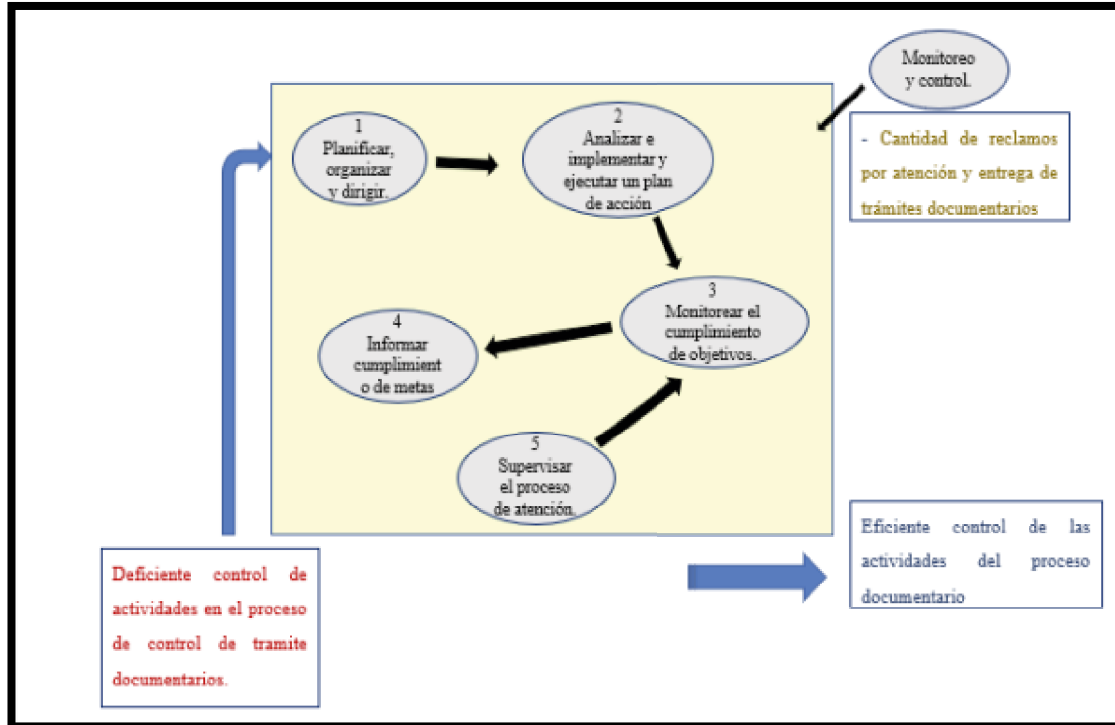 Monitoreo
y control.
1
Planificar,
organizar
y dirigir.
2
Analizar e
implementar y
ejecutar un plan
de acción
- Cantidad de reclamos
por atención y entrega de
trámites documentarios
3
Monitorear el
cumplimiento
de objetivos.
4
Informar
cumplimient
o de metas
5
Supervisar
el proceso
de atención.
Deficiente control de
actividades en el proceso
de control de tramite
documentarios.
Eficiente control de las
actividades del proceso
documentario